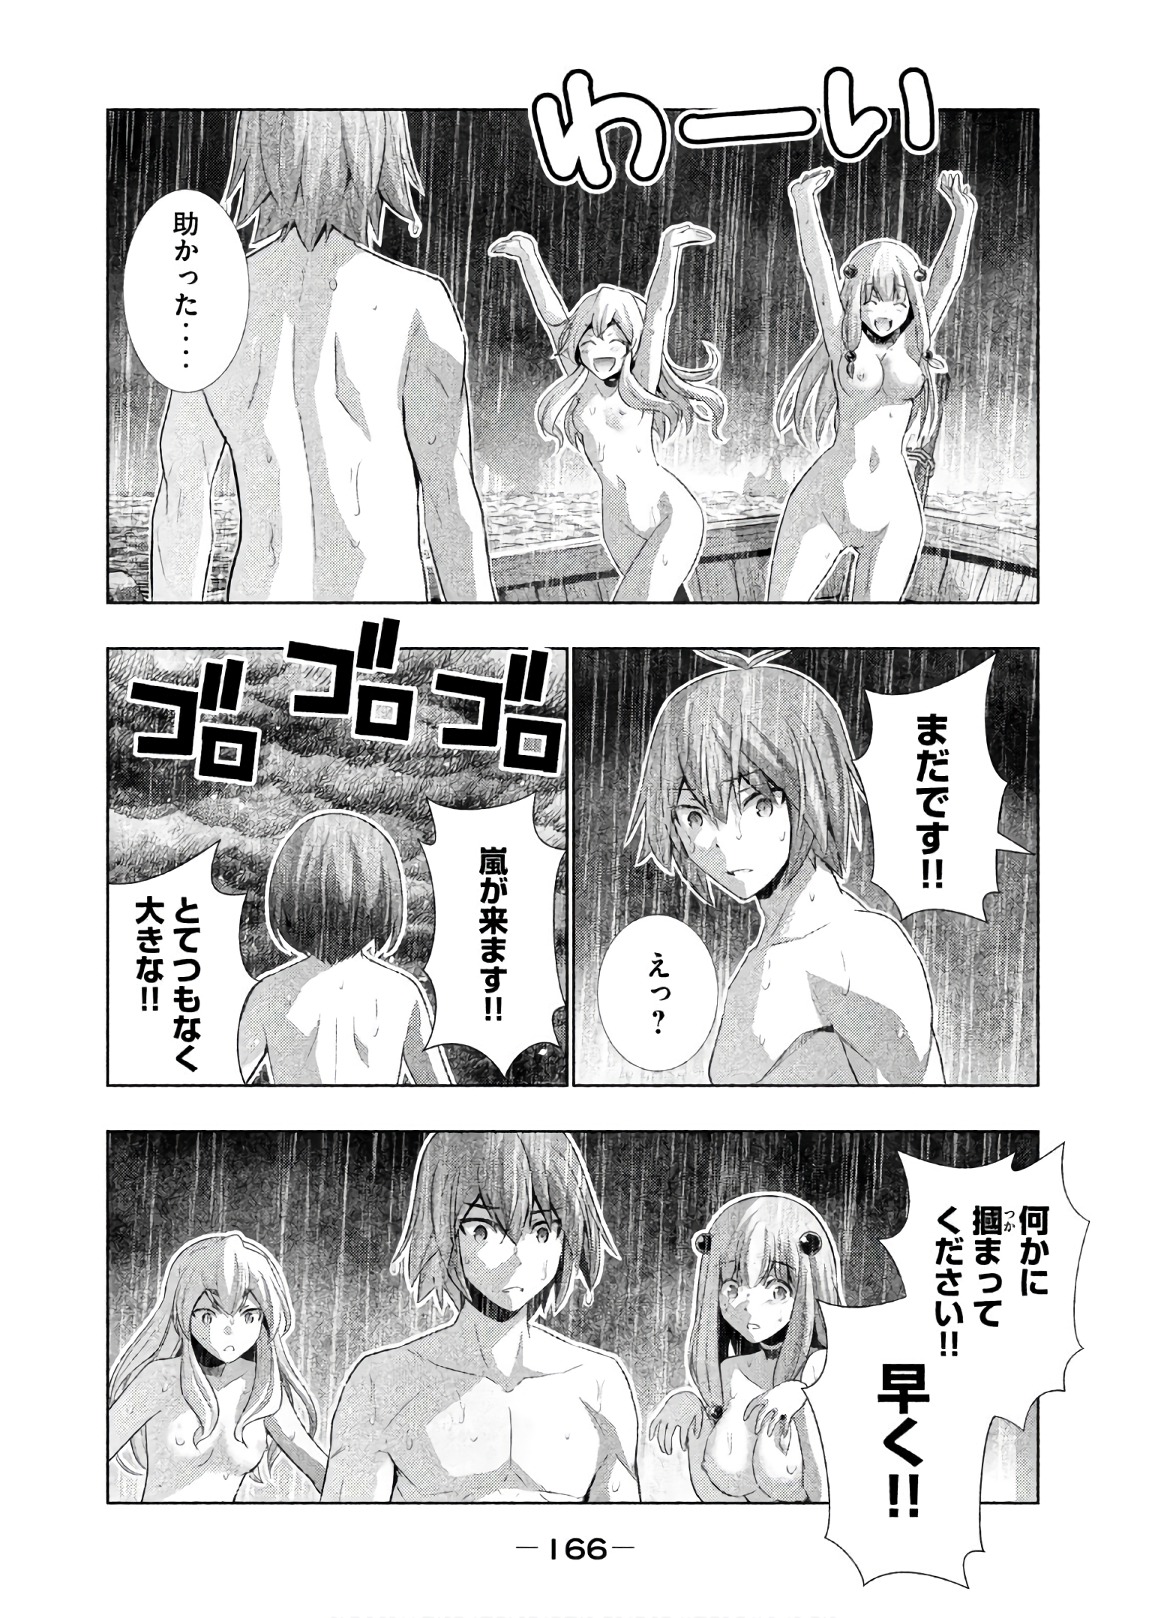 わーい
助かった‥‥
まだです!!
えっ?
ゴロ
ゴロ
ゴロ
嵐が来ます!!
とてつもなく
大きな!!
何かに
掴まって
つか
ください!!
早く!!
—166—